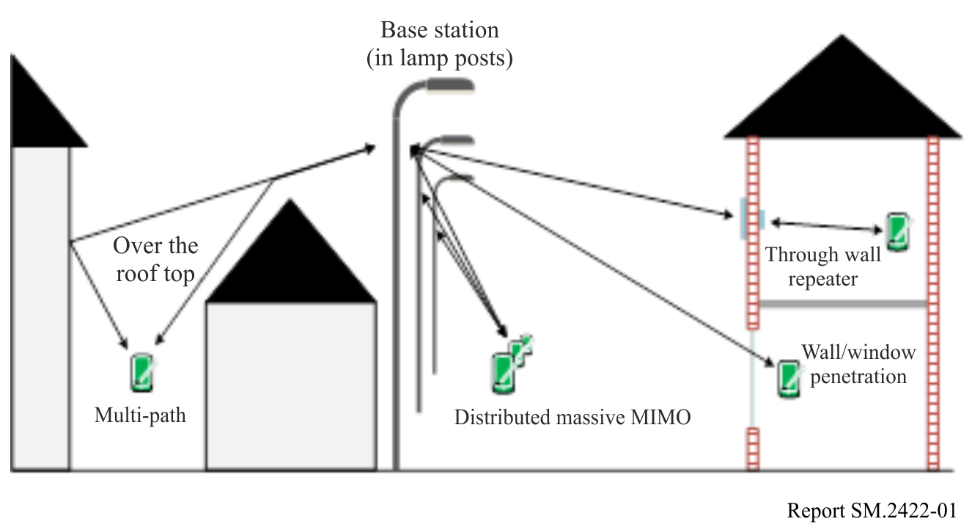 Base station
(in lamp posts)
Over the
roof top
Through wall
repeater
Wall/window
penetration
Multi-path
Distributed massive MIMO
Report SM.2422-01